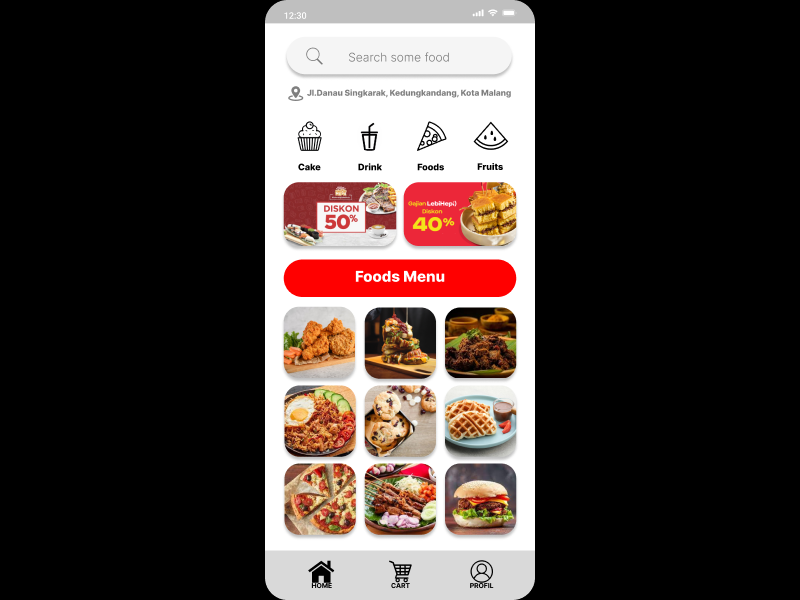 12:30
Search some food
Jl.Danau Singkarak, Kedungkandang, Kota Malang
Cake
Drink
Foods
Fruits
DISKON
50%
Gajian LebiHepi:)
Diskon
40%
Foods Menu
HOME
CART
PROFIL